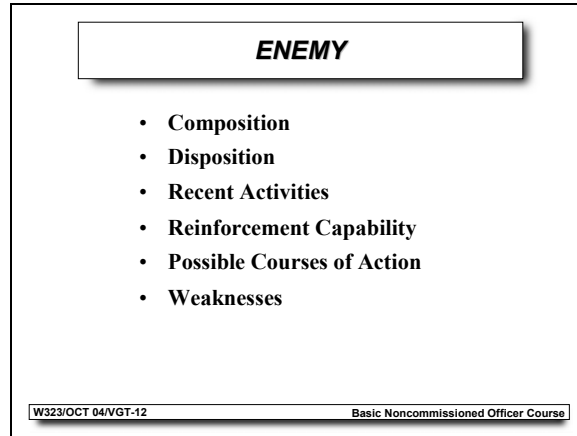 ENEMY
• Composition
• Disposition
• Recent Activities
• Reinforcement Capability
• Possible Courses of Action
• Weaknesses
W323/OCT 04/VGT-12 Basic Noncommissioned Officer Course